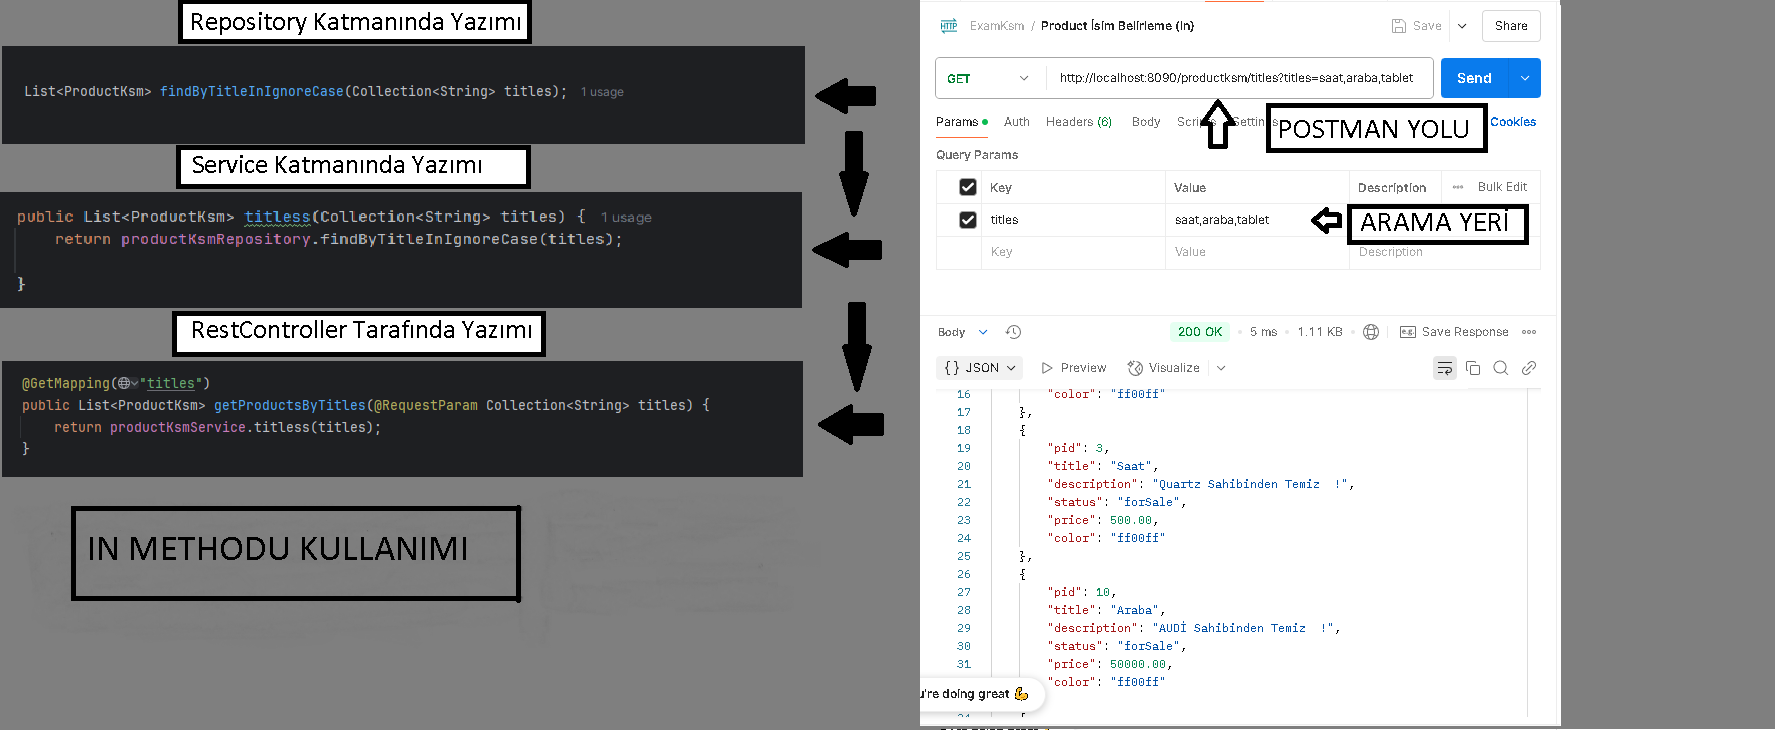 Repository Katmanında Yazımı
List<ProductKsm> findByTitleInIgnoreCase(Collection<String> titles); 1 usage
Service Katmanında Yazımı
public List<ProductKsm> titless(Collection<String> titles) { 1 usage
return productKsmRepository.findByTitleInIgnoreCase(titles);
}
RestController Tarafında Yazımı
@GetMapping("titles")
public List<ProductKsm> getProductsByTitles(@RequestParam Collection<String> titles) {
return productKsmService.titless(titles);
}
IN METHODU KULLANIMI
HTTP ExamKsm / Product İsim Belirleme (In) Save Share
GET http://localhost:8090/productksm/titles?titles=saat,araba,tablet Send
Params Auth Headers (6) Body Cookies
POSTMAN YOLU
Query Params
Key Value Description Bulk Edit
titles saat,araba,tablet
ARAMA YERİ
Key Value Description
Body 200 OK 5 ms 1.11 KB e.g. Save Response
{} JSON Preview Visualize
16 "color": "ff00ff"
17 },
18 {
19 "pid": 3,
20 "title": "Saat",
21 "description": "Quartz Sahibinden Temiz  !",
22 "status": "forSale",
23 "price": 500.00,
24 "color": "ff00ff"
25 },
26 {
27 "pid": 10,
28 "title": "Araba",
29 "description": "AUDİ Sahibinden Temiz  !",
30 "status": "forSale",
31 "price": 50000.00,
"color": "ff00ff"
're doing great 💪